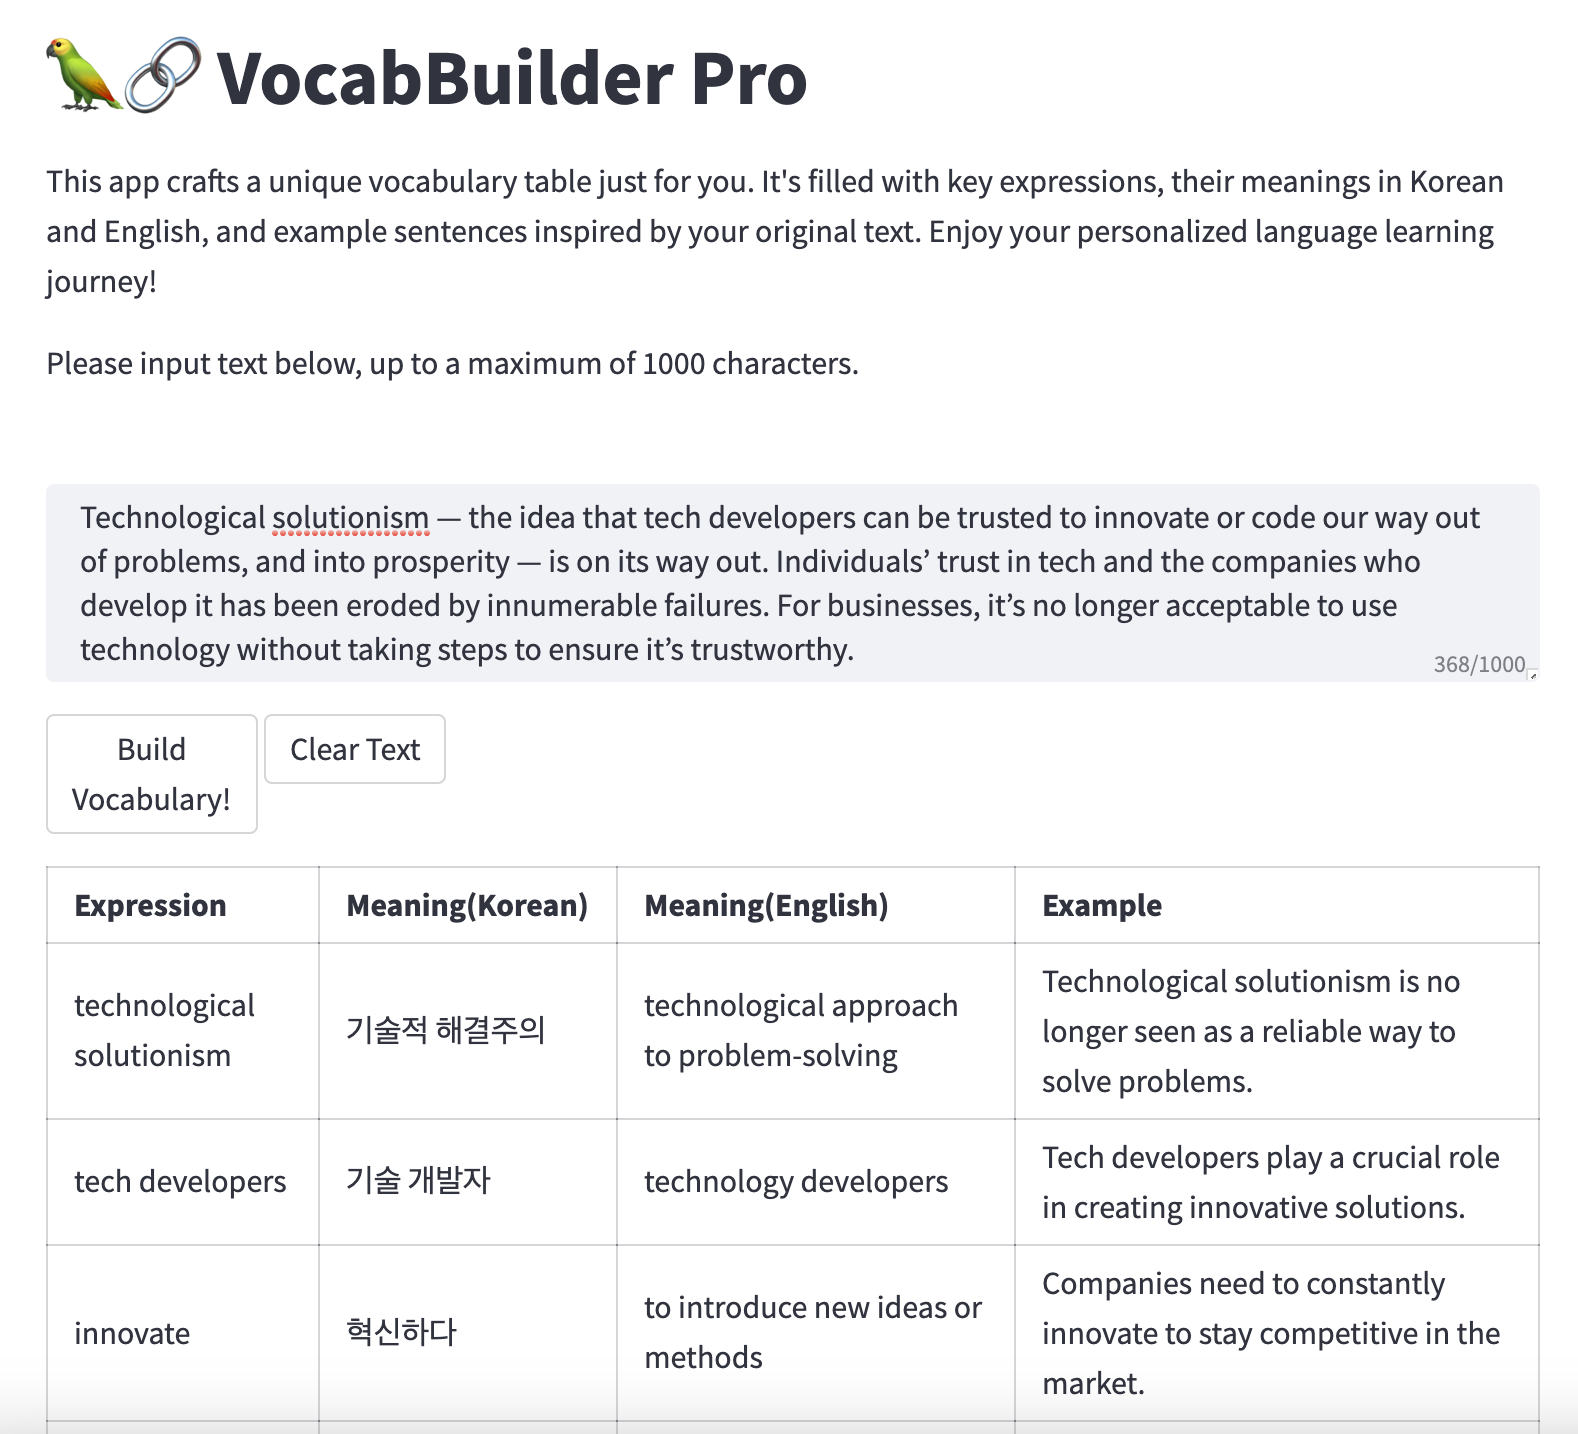 VocabBuilder Pro
This app crafts a unique vocabulary table just for you. It's filled with key expressions, their meanings in Korean
and English, and example sentences inspired by your original text. Enjoy your personalized language learning
journey!
Please input text below, up to a maximum of 1000 characters.
Technological solutionism — the idea that tech developers can be trusted to innovate or code our way out
of problems, and into prosperity — is on its way out. Individuals’ trust in tech and the companies who
develop it has been eroded by innumerable failures. For businesses, it’s no longer acceptable to use
technology without taking steps to ensure it’s trustworthy.
368/1000
Build
Vocabulary!
Clear Text
Expression
Meaning(Korean)
Meaning(English)
Example
technological
solutionism
기술적 해결주의
technological approach
to problem-solving
Technological solutionism is no
longer seen as a reliable way to
solve problems.
tech developers
기술 개발자
technology developers
Tech developers play a crucial role
in creating innovative solutions.
innovate
혁신하다
to introduce new ideas or
methods
Companies need to constantly
innovate to stay competitive in the
market.